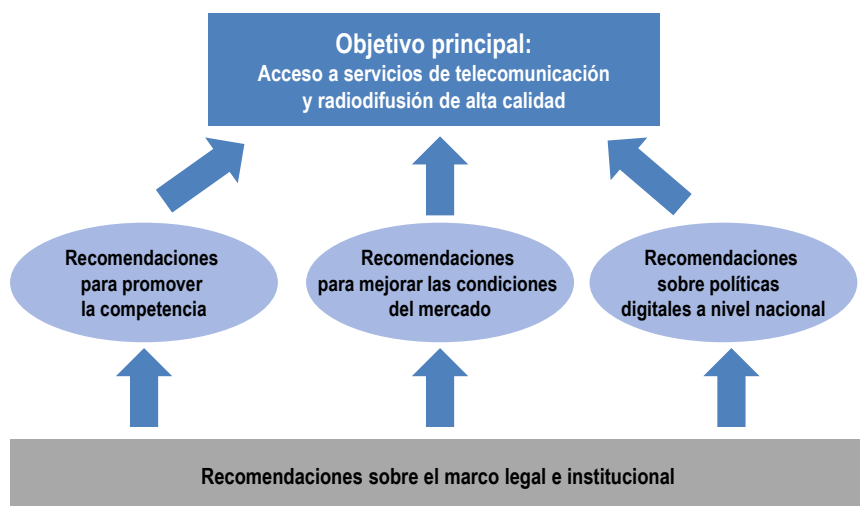 Objetivo principal:
Acceso a servicios de telecomunicación
y radiodifusión de alta calidad
Recomendaciones
para promover
la competencia
Recomendaciones
para mejorar las condiciones
del mercado
Recomendaciones
sobre políticas
digitales a nivel nacional
Recomendaciones sobre el marco legal e institucional